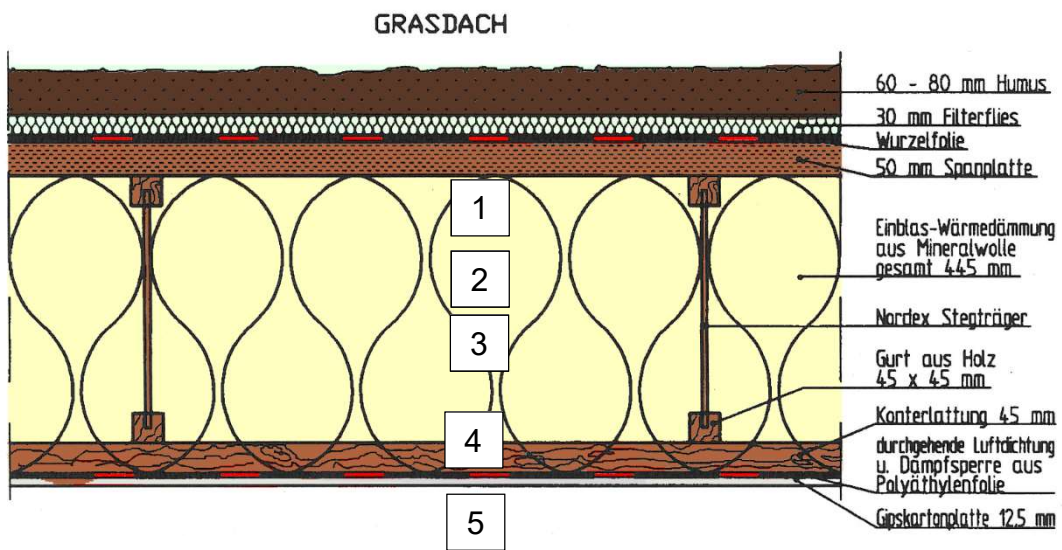 GRASDACH
60 - 80 mm Humus
30 mm Filterflies
Wurzelfolie
50 mm Spanplatte
1
2
3
4
5
Einblas-Wärmedämmung
aus Mineralwolle
gesamt 445 mm
Nordex Stegträger
Gurt aus Holz
45 x 45 mm
Konterlattung 45 mm
durchgehende Luftdichtung
u. Dampfsperre aus
Polyäthylenfolie
Gipskartonplatte 12.5 mm